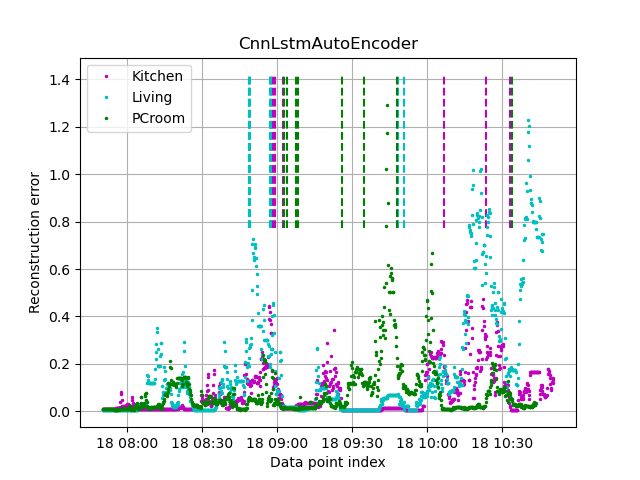 CnnLstmAutoEncoder
Kitchen
Living
PCroom
Reconstruction error
1.4
1.2
1.0
0.8
0.6
0.4
0.2
0.0
18 08:00 18 08:30 18 09:00 18 09:30 18 10:00 18 10:30
Data point index